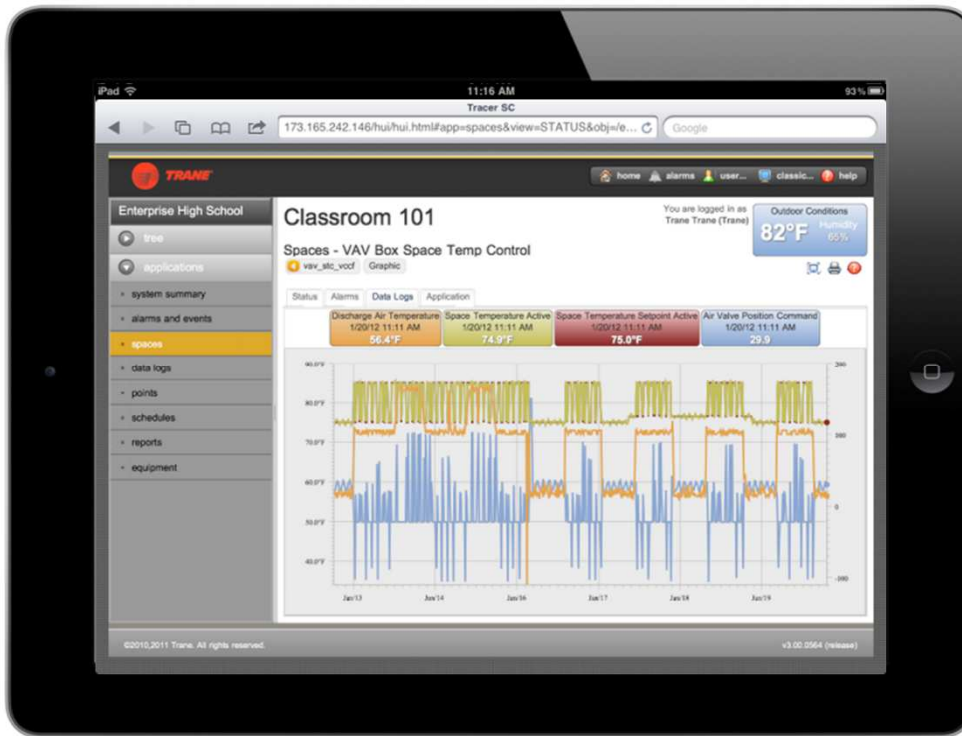 iPad
11:16 AM
93%
Tracer SC
173.165.242.146/hui/hui.html#app=spaces&view=STATUS&obj=/e...
Google
TRANE
home alarms user... classic... help
Enterprise High School
tree
applications
system summary
alarms and events
spaces
data logs
points
schedules
reports
equipment
Classroom 101
You are logged in as
Trane Trane (Trane)
Outdoor Conditions
82°F
Humidity
65%
Spaces - VAV Box Space Temp Control
vav_stc_vccf Graphic
Status Alarms Data Logs Application
Discharge Air Temperature
1/20/12 11:11 AM
56.4°F
Space Temperature Active
1/20/12 11:11 AM
74.9°F
Space Temperature Setpoint Active
1/20/12 11:11 AM
75.0°F
Air Valve Position Command
1/20/12 11:11 AM
29.9
90.0°F
80.0°F
70.0°F
60.0°F
50.0°F
40.0°F
200
0
-100
Jan/13 Jan/14 Jan/16 Jan/17 Jan/18 Jan/19
©2010,2011 Trane. All rights reserved.
v3.00.0564 (release)